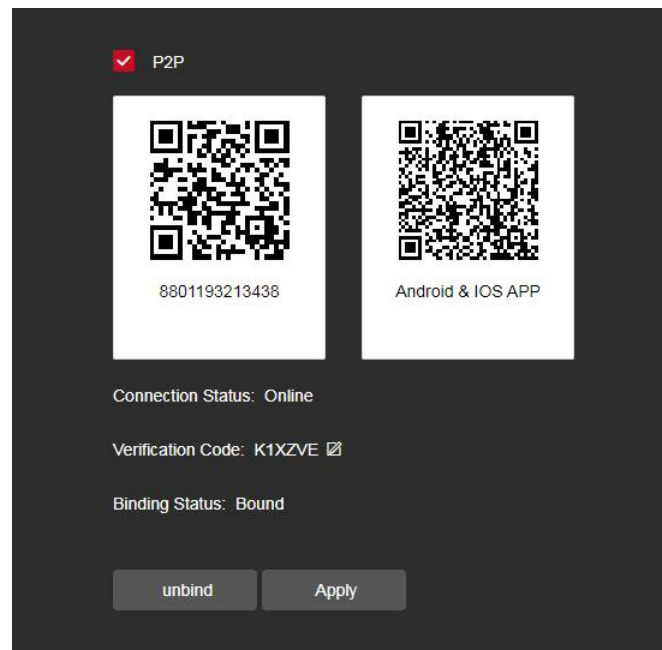 P2P
8801193213438
Android & IOS APP
Connection Status: Online
Verification Code: K1XZVE
Binding Status: Bound
unbind
Apply